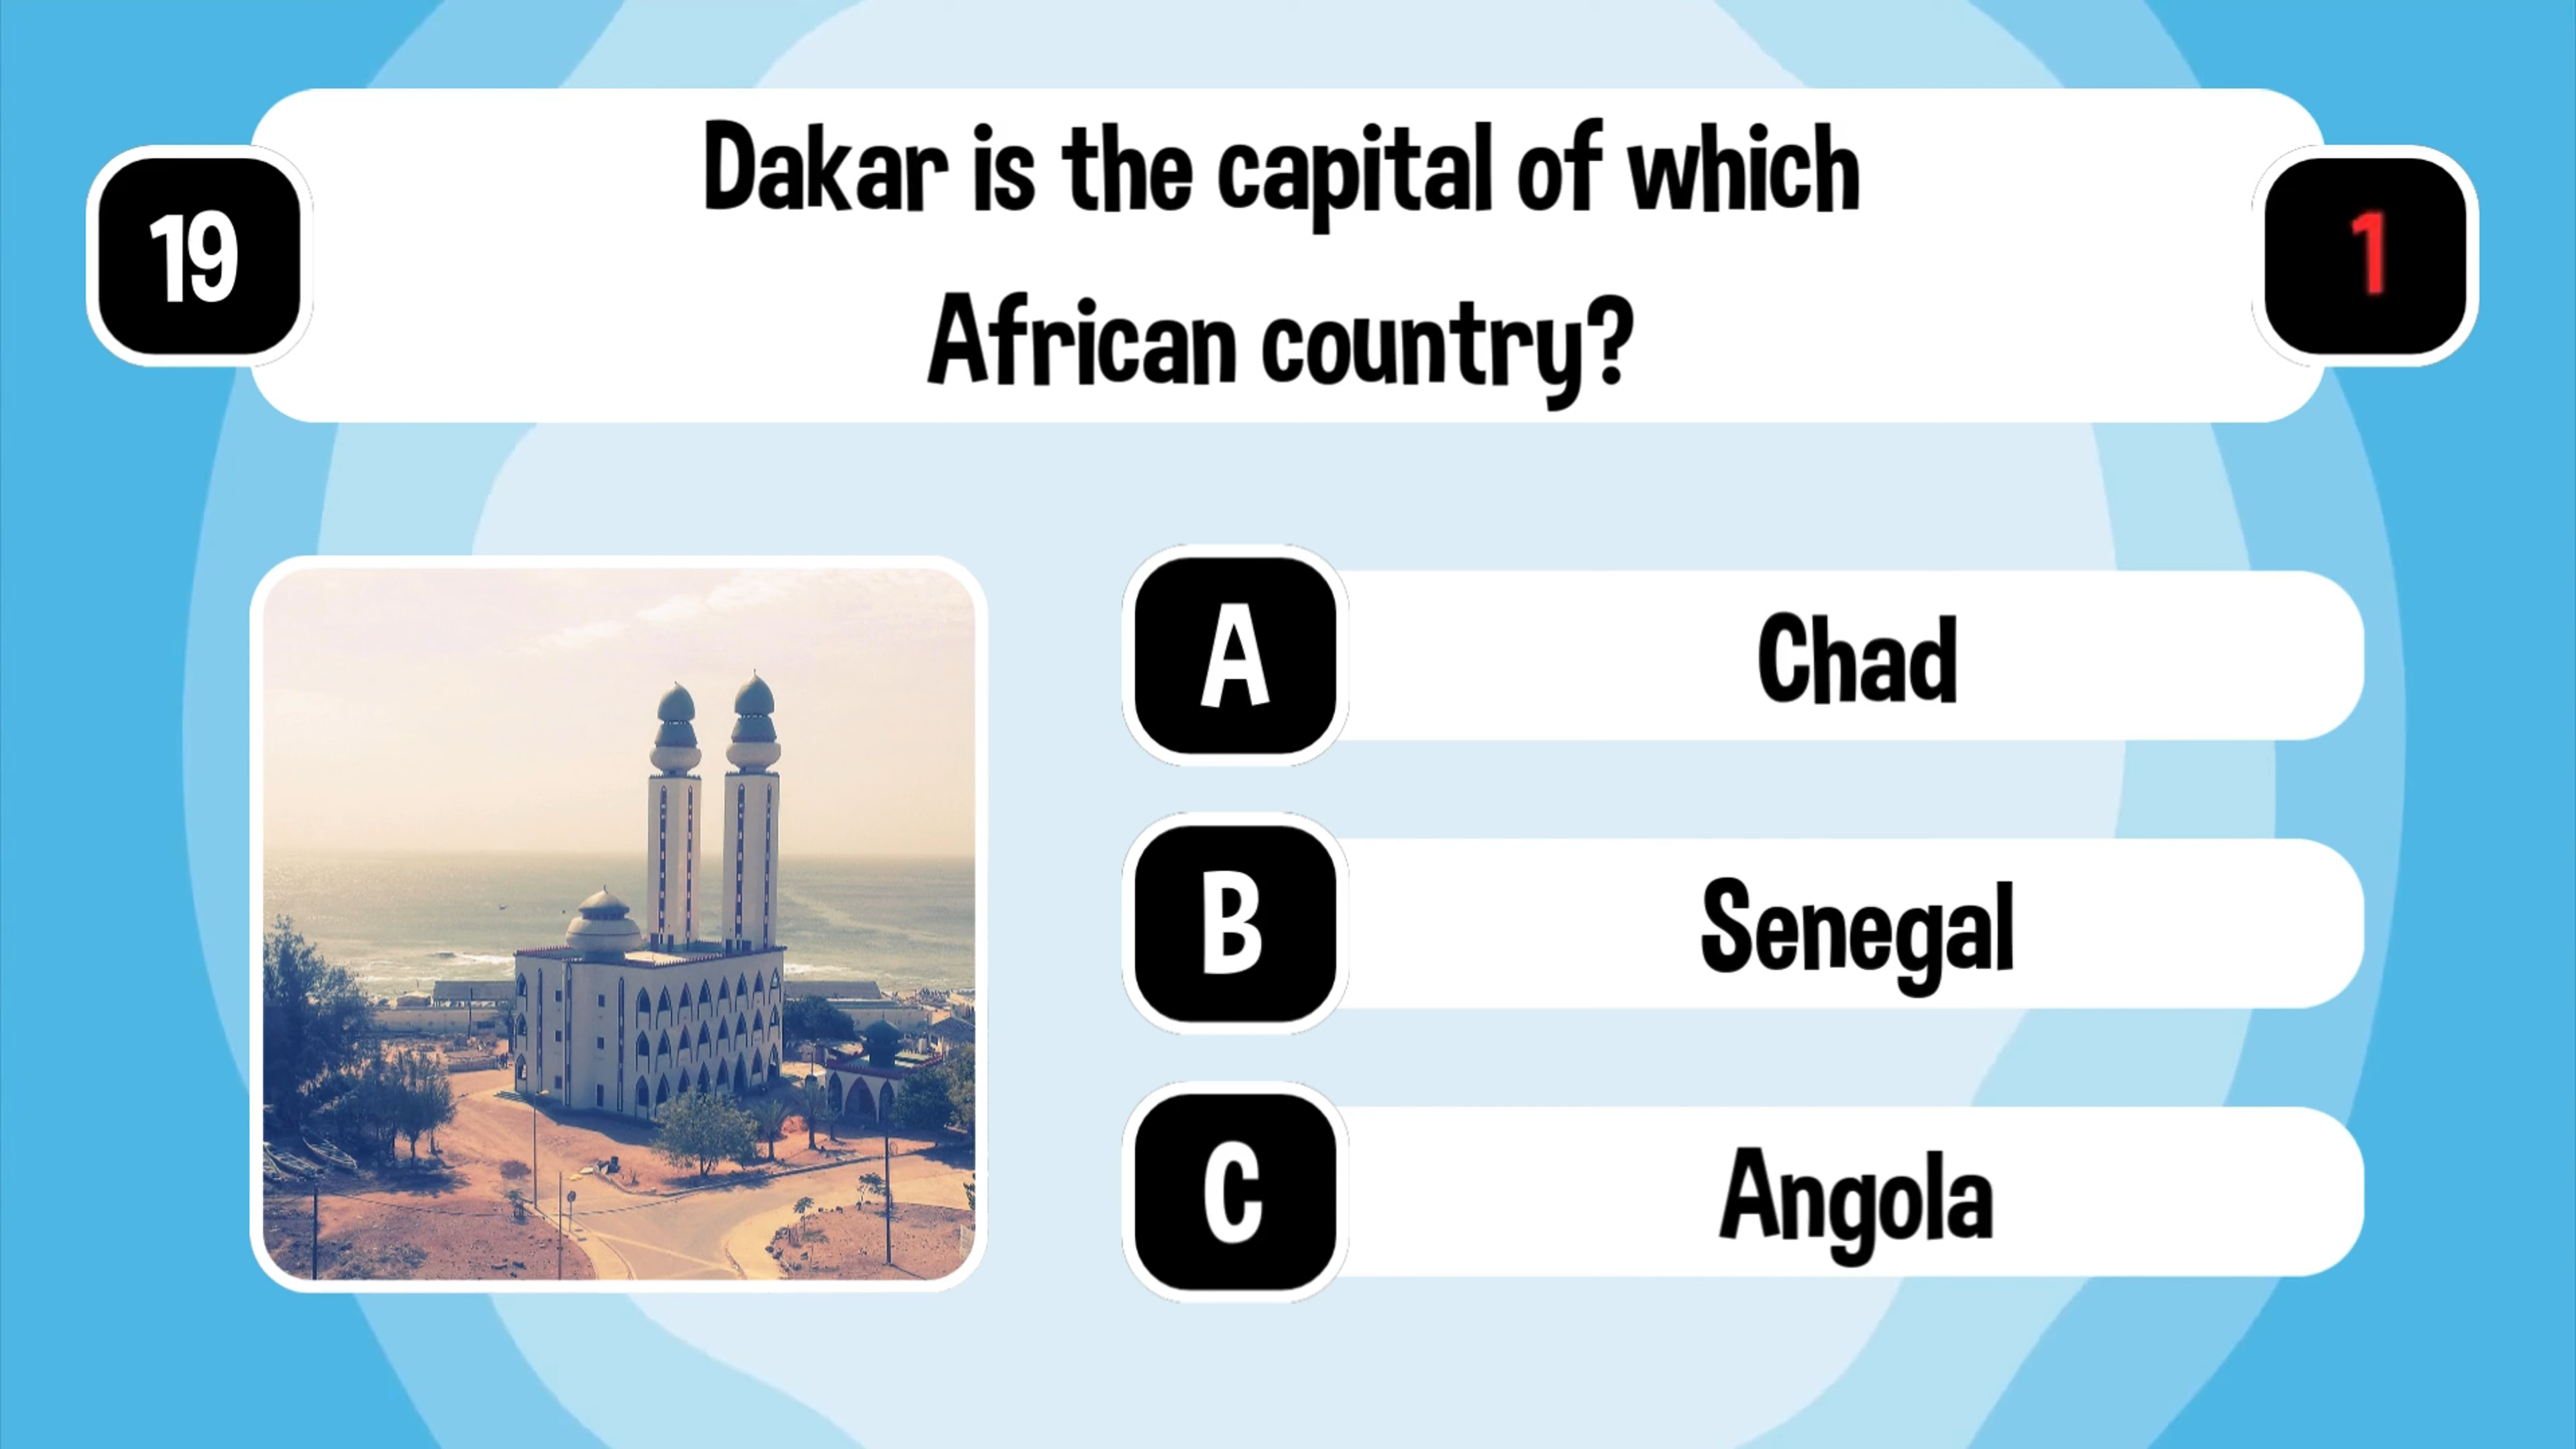 19
Dakar is the capital of which
African country?
1
A
Chad
B
Senegal
C
Angola